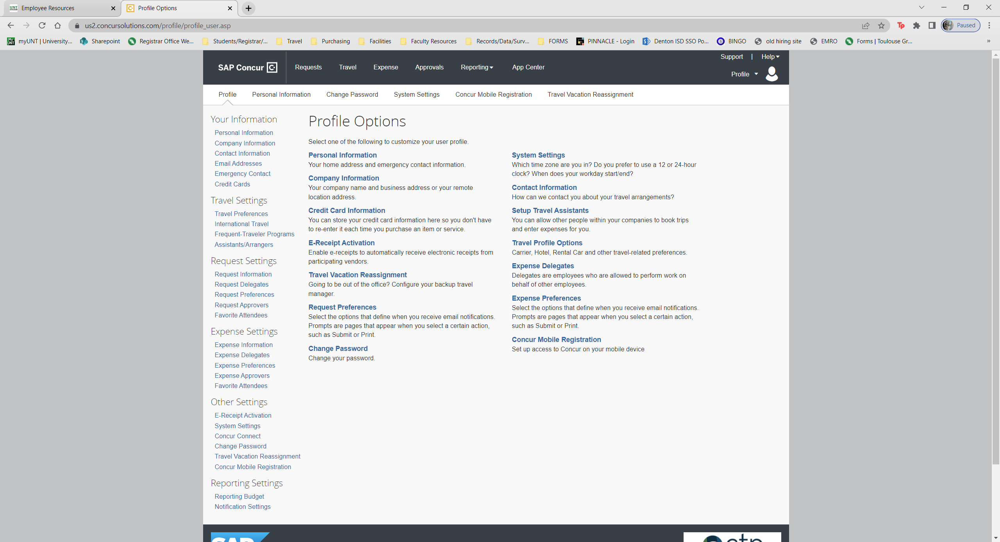 Employee Resources
Profile Options
us2.concursolutions.com/profile/profile_user.asp
Tp
Paused
myUNT | University...
Sharepoint
Registrar Office We...
Students/Registrar/...
Travel
Purchasing
Facilities
Faculty Resources
Records/Data/Surv...
FORMS
PINNACLE - Login
Denton ISD SSO Po...
BINGO
old hiring site
EMRO
Forms | Toulouse Gr...
»
SAP Concur
Requests
Travel
Expense
Approvals
Reporting
App Center
Support | Help
Profile
Profile
Personal Information
Change Password
System Settings
Concur Mobile Registration
Travel Vacation Reassignment
Your Information
Personal Information
Company Information
Contact Information
Email Addresses
Emergency Contact
Credit Cards
Travel Settings
Travel Preferences
International Travel
Frequent-Traveler Programs
Assistants/Arrangers
Request Settings
Request Information
Request Delegates
Request Preferences
Request Approvers
Favorite Attendees
Expense Settings
Expense Information
Expense Delegates
Expense Preferences
Expense Approvers
Favorite Attendees
Other Settings
E-Receipt Activation
System Settings
Concur Connect
Change Password
Travel Vacation Reassignment
Concur Mobile Registration
Reporting Settings
Reporting Budget
Notification Settings
Profile Options
Select one of the following to customize your user profile.
Personal Information
Your home address and emergency contact information.
Company Information
Your company name and business address or your remote
location address.
Credit Card Information
You can store your credit card information here so you don't have
to re-enter it each time you purchase an item or service.
E-Receipt Activation
Enable e-receipts to automatically receive electronic receipts from
participating vendors.
Travel Vacation Reassignment
Going to be out of the office? Configure your backup travel
manager.
Request Preferences
Select the options that define when you receive email notifications.
Prompts are pages that appear when you select a certain action,
such as Submit or Print.
Change Password
Change your password.
System Settings
Which time zone are you in? Do you prefer to use a 12 or 24-hour
clock? When does your workday start/end?
Contact Information
How can we contact you about your travel arrangements?
Setup Travel Assistants
You can allow other people within your companies to book trips
and enter expenses for you.
Travel Profile Options
Carrier, Hotel, Rental Car and other travel-related preferences.
Expense Delegates
Delegates are employees who are allowed to perform work on
behalf of other employees.
Expense Preferences
Select the options that define when you receive email notifications.
Prompts are pages that appear when you select a certain action,
such as Submit or Print.
Concur Mobile Registration
Set up access to Concur on your mobile device
SAP